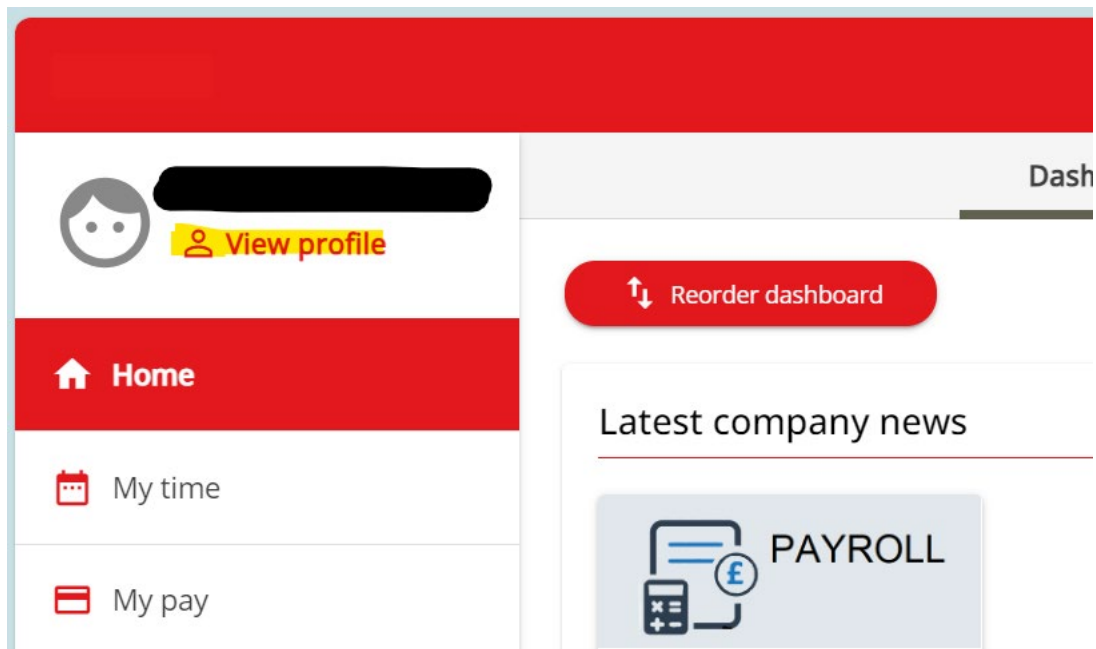 Dash
View profile
Reorder dashboard
Home
Latest company news
My time
PAYROLL
£
My pay